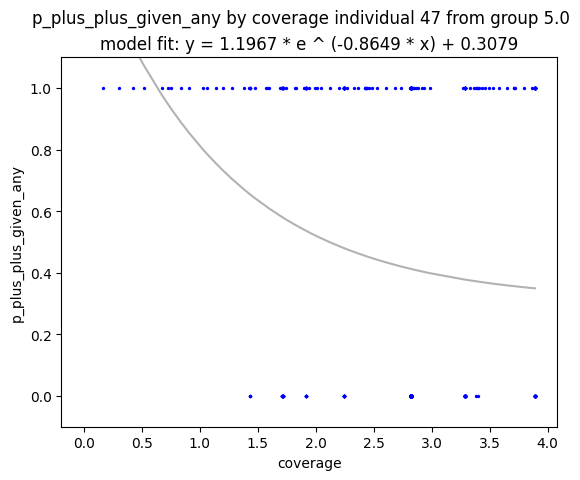 p_plus_plus_given_any by coverage individual 47 from group 5.0
model fit: y = 1.1967 * e ^ (-0.8649 * x) + 0.3079
1.0
0.8
0.6
0.4
0.2
0.0
p_plus_plus_given_any
0.0 0.5 1.0 1.5 2.0 2.5 3.0 3.5 4.0
coverage